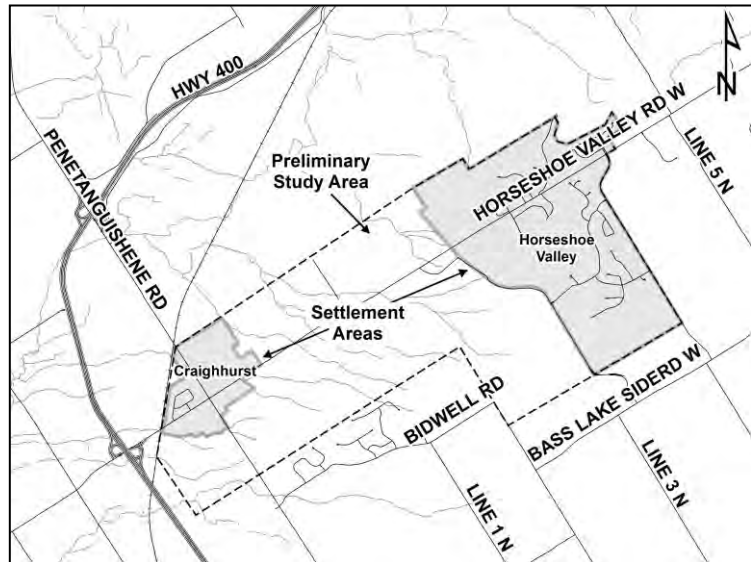 HWY 400
N
PENETANGUISHENE RD
Preliminary
Study Area
HORSESHOE VALLEY RD W
LINE 5 N
Horseshoe
Valley
Settlement
Areas
Craighhurst
BIDWELL RD
BASS LAKE SIDERD W
LINE 1 N
LINE 3 N